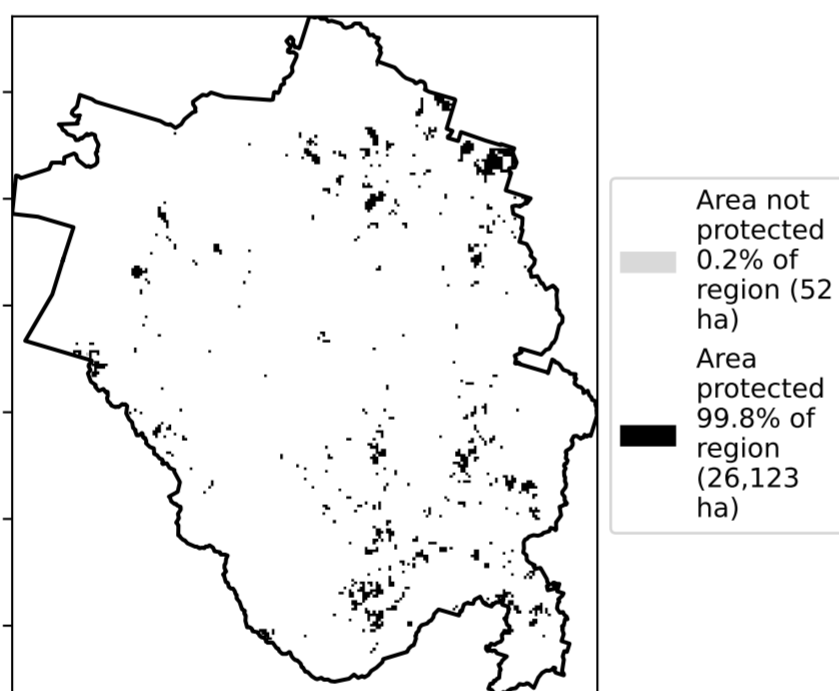 Area not
protected
0.2% of
region (52
ha)
Area
protected
99.8% of
region
(26,123
ha)